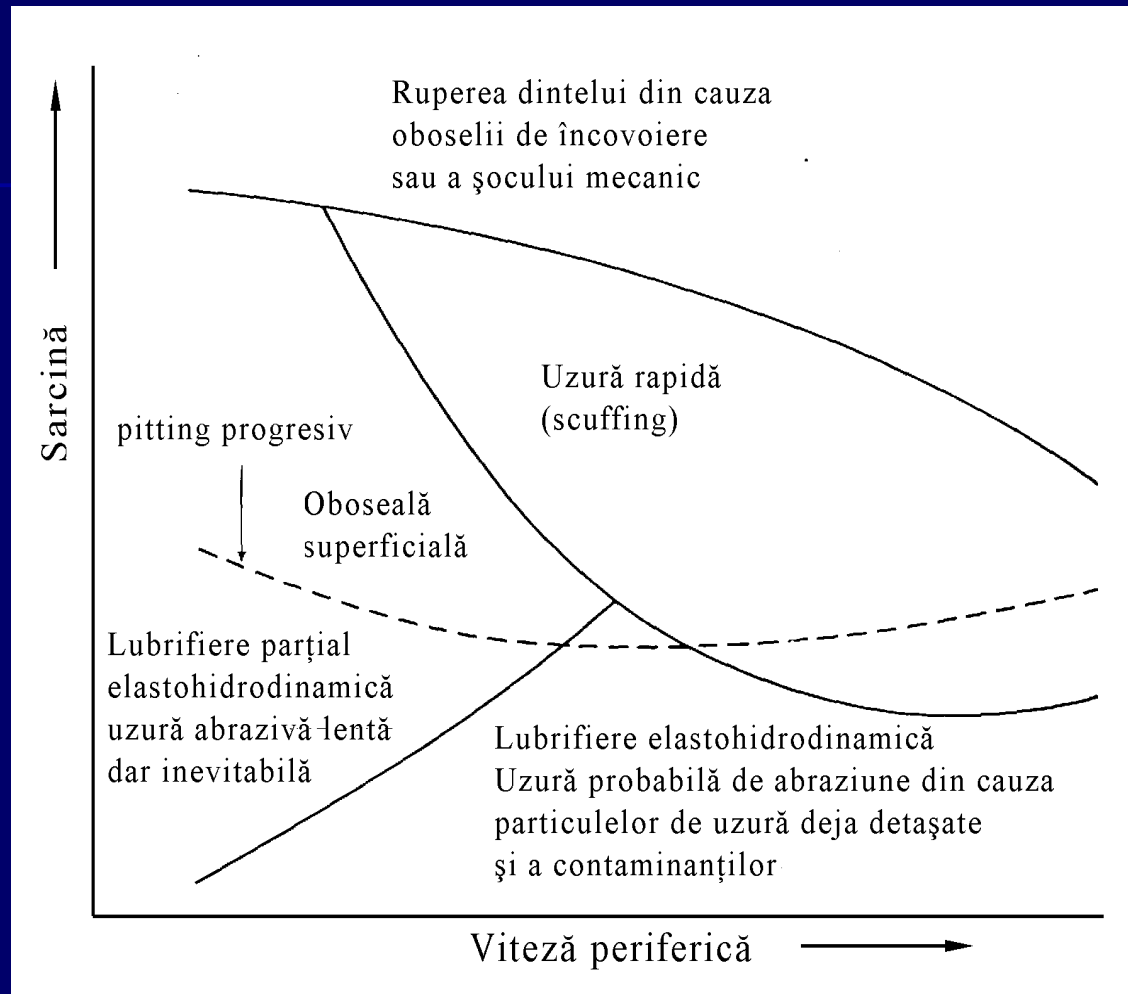 Ruperea dintelui din cauza
oboselii de încovoiere
sau a şocului mecanic
Sarcină
Uzură rapidă
(scuffing)
pitting progresiv
Oboseală
superficială
Lubrifiere parţial
elastohidrodinamică
uzură abrazivă lentă
dar inevitabilă
Lubrifiere elastohidrodinamică
Uzură probabilă de abraziune din cauza
particulelor de uzură deja detaşate
şi a contaminanţilor
Viteză periferică